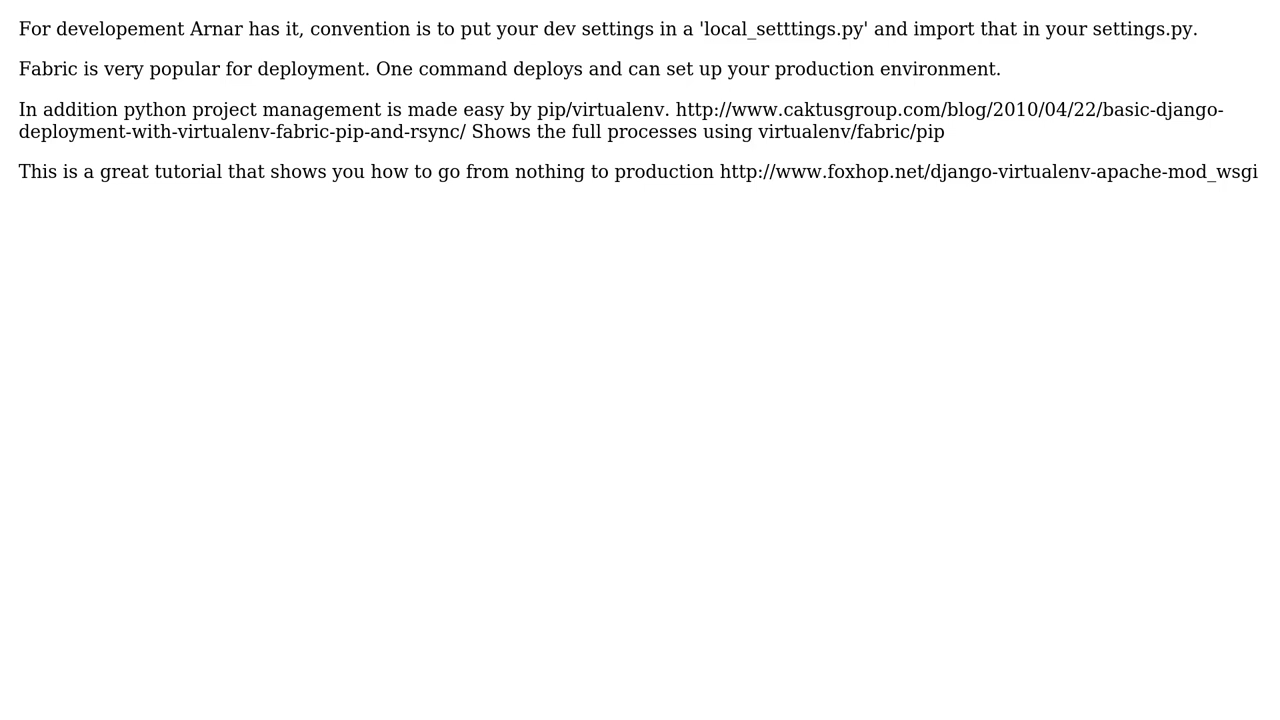 For developement Arnar has it, convention is to put your dev settings in a 'local_setttings.py' and import that in your settings.py.
Fabric is very popular for deployment. One command deploys and can set up your production environment.
In addition python project management is made easy by pip/virtualenv. http://www.caktusgroup.com/blog/2010/04/22/basic-django-
deployment-with-virtualenv-fabric-pip-and-rsync/ Shows the full processes using virtualenv/fabric/pip
This is a great tutorial that shows you how to go from nothing to production http://www.foxhop.net/django-virtualenv-apache-mod_wsgi